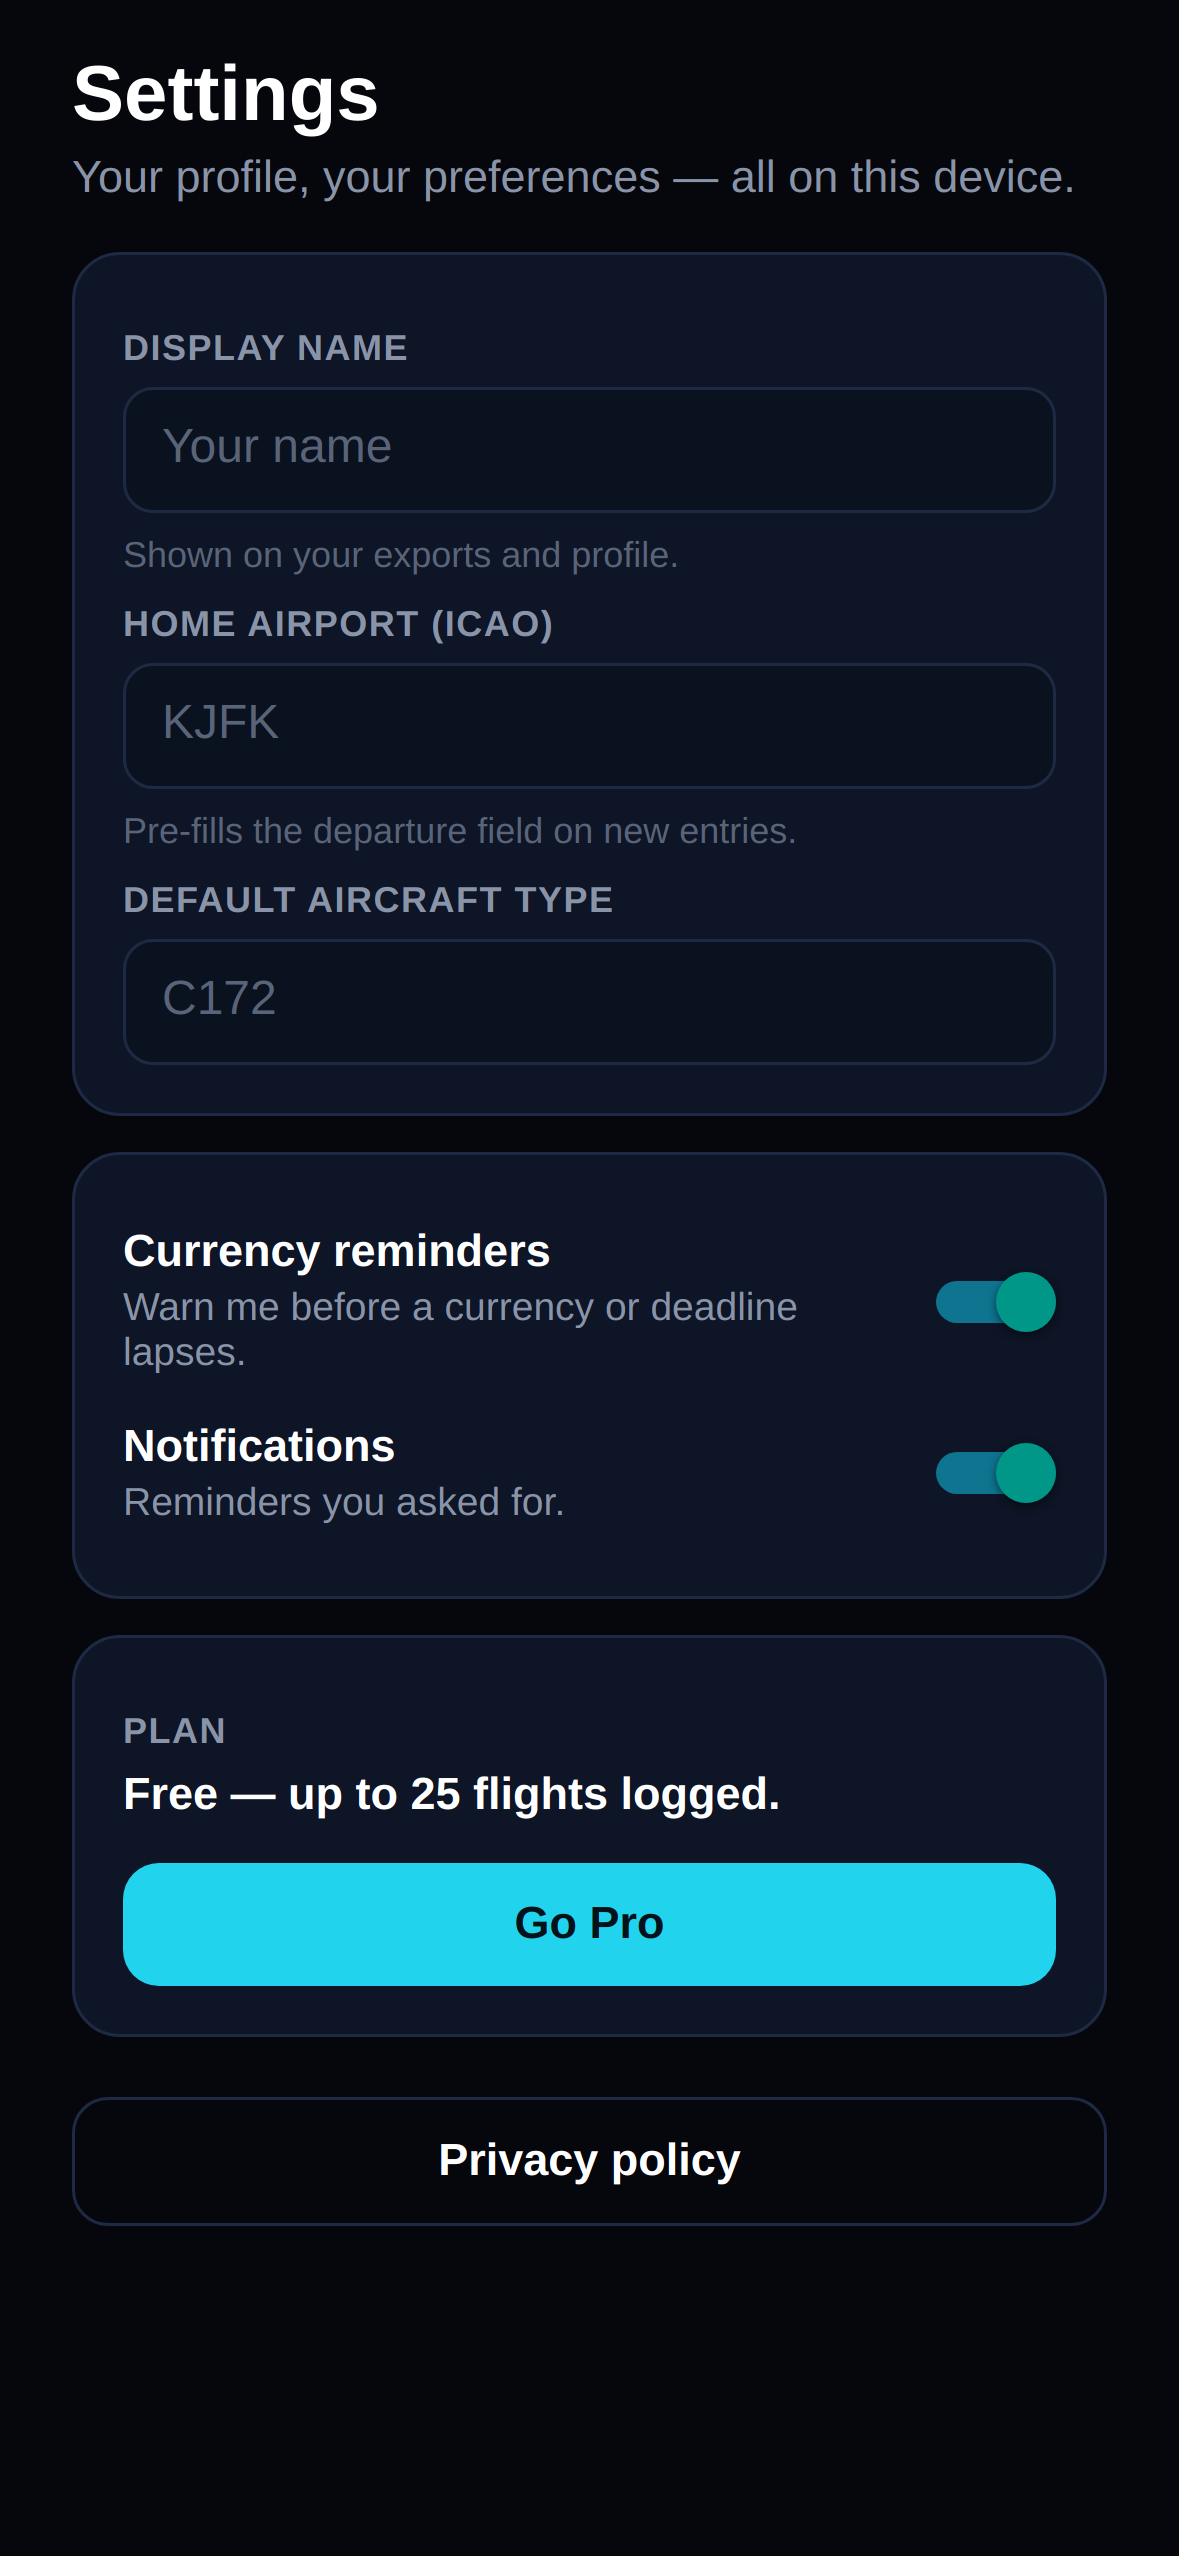 Settings
Your profile, your preferences — all on this device.
DISPLAY NAME
Your name
Shown on your exports and profile.
HOME AIRPORT (ICAO)
KJFK
Pre-fills the departure field on new entries.
DEFAULT AIRCRAFT TYPE
C172
Currency reminders
Warn me before a currency or deadline
lapses.
Notifications
Reminders you asked for.
PLAN
Free — up to 25 flights logged.
Go Pro
Privacy policy